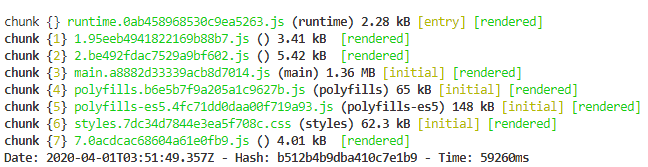 chunk {} runtime.0ab458968530c9ea5263.js (runtime) 2.28 kB [entry] [rendered]
chunk {1} 1.95eeb4941822169b88b7.js () 3.41 kB  [rendered]
chunk {2} 2.be492fdac7529a9bf602.js () 5.42 kB  [rendered]
chunk {3} main.a8882d33339acb8d7014.js (main) 1.36 MB [initial] [rendered]
chunk {4} polyfills.b6e5b7f9a205a1c9627b.js (polyfills) 65 kB [initial] [rendered]
chunk {5} polyfills-es5.4fc71dd0daa00f719a93.js (polyfills-es5) 148 kB [initial] [rendered]
chunk {6} styles.7dc34d7844e3ea5f708c.css (styles) 62.3 kB [initial] [rendered]
chunk {7} 7.0acdcac68604a61e0fb9.js () 4.01 kB  [rendered]
Date: 2020-04-01T03:51:49.357Z - Hash: b512b4b9dba410c7e1b9 - Time: 59260ms